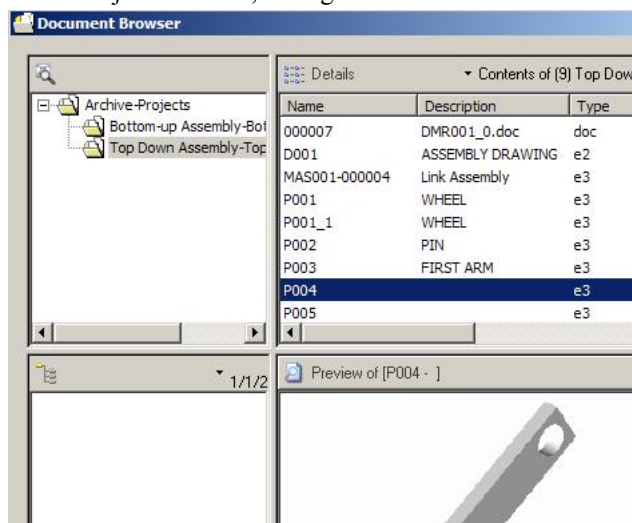 Document Browser
Details
Contents of (9) Top Dow
Archive-Projects
Bottom-up Assembly-Bot
Top Down Assembly-Top
Name Description Type
000007 DMR001_0.doc doc
D001 ASSEMBLY DRAWING e2
MAS001-000004 Link Assembly e3
P001 WHEEL e3
P001_1 WHEEL e3
P002 PIN e3
P003 FIRST ARM e3
P004 e3
P005 e3
1/1/2
Preview of [P004 - ]